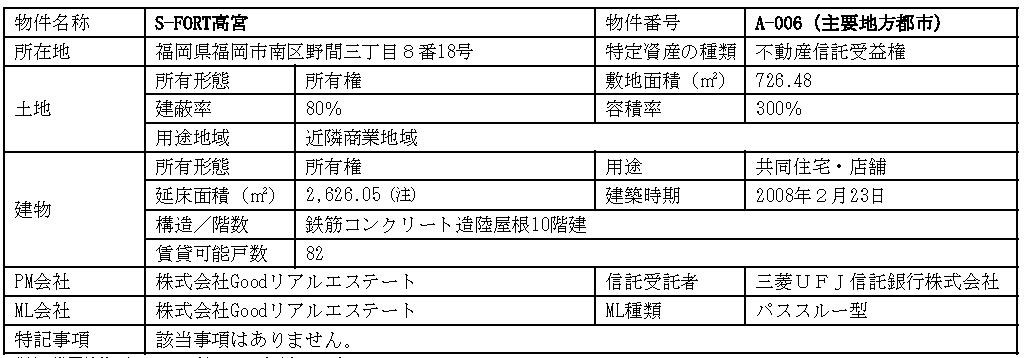 物件名称 S-FORT高宮 物件番号 A-006（主要地方都市）
所在地 福岡県福岡市南区野間三丁目８番18号 特定資産の種類 不動産信託受益権
土地 所有形態 所有権 敷地面積（㎡） 726.48
建蔽率 80％ 容積率 300％
用途地域 近隣商業地域
建物 所有形態 所有権 用途 共同住宅・店舗
延床面積（㎡） 2,626.05（注） 建築時期 2008年２月23日
構造／階数 鉄筋コンクリート造陸屋根10階建
賃貸可能戸数 82
PM会社 株式会社Goodリアルエステート 信託受託者 三菱ＵＦＪ信託銀行株式会社
ML会社 株式会社Goodリアルエステート ML種類 パススルー型
特記事項 該当事項はありません。